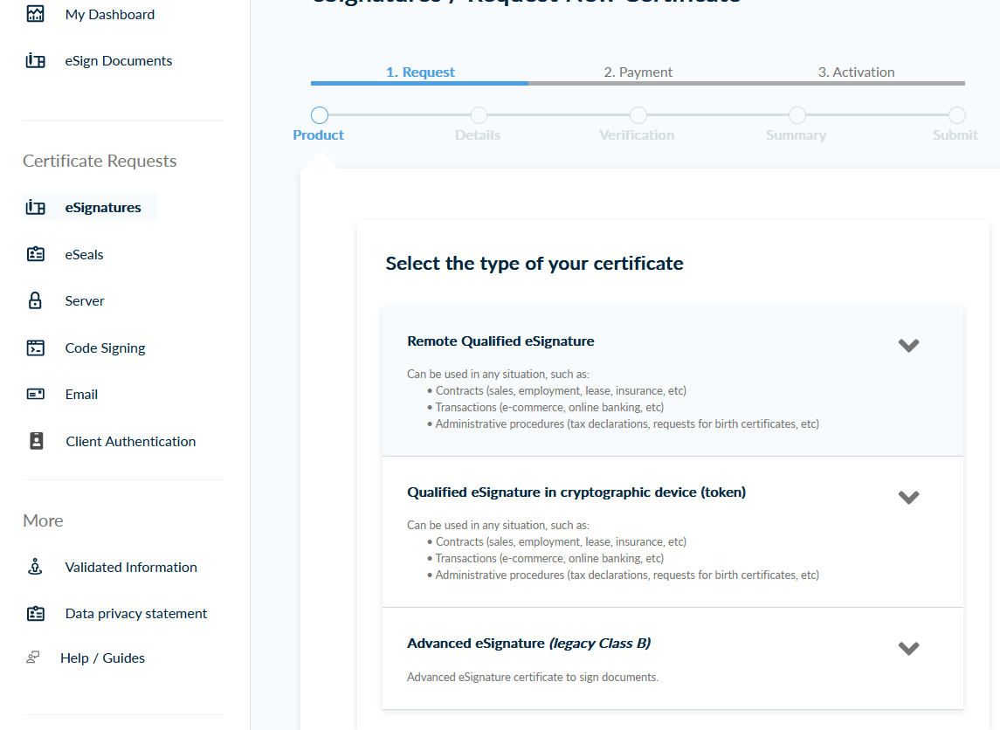 eSignatures / Request New Certificate
My Dashboard
eSign Documents
Certificate Requests
eSignatures
eSeals
Server
Code Signing
Email
Client Authentication
More
Validated Information
Data privacy statement
Help / Guides
1. Request
2. Payment
3. Activation
Product
Details
Verification
Summary
Submit
Select the type of your certificate
Remote Qualified eSignature
Can be used in any situation, such as:
• Contracts (sales, employment, lease, insurance, etc)
• Transactions (e-commerce, online banking, etc)
• Administrative procedures (tax declarations, requests for birth certificates, etc)
Qualified eSignature in cryptographic device (token)
Can be used in any situation, such as:
• Contracts (sales, employment, lease, insurance, etc)
• Transactions (e-commerce, online banking, etc)
• Administrative procedures (tax declarations, requests for birth certificates, etc)
Advanced eSignature (legacy Class B)
Advanced eSignature certificate to sign documents.